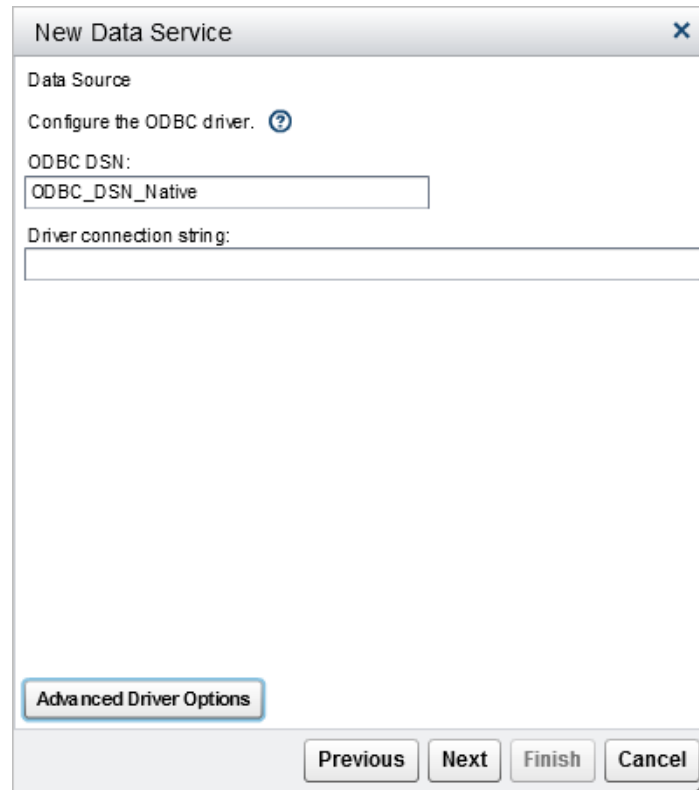 New Data Service
Data Source
Configure the ODBC driver.
ODBC DSN:
ODBC_DSN_Native
Driver connection string:
Advanced Driver Options
Previous Next Finish Cancel